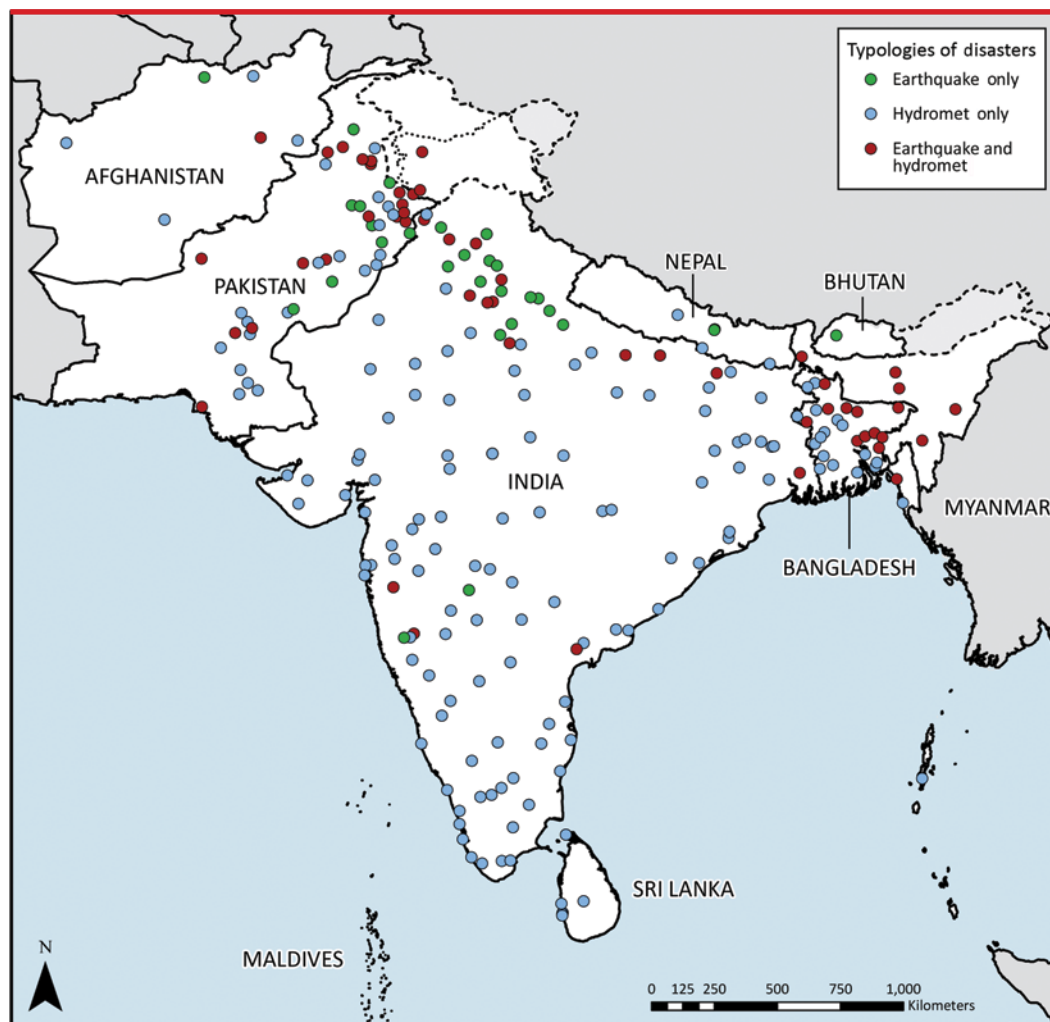 Typologies of disasters
Earthquake only
Hydromet only
Earthquake and
hydromet
AFGHANISTAN
PAKISTAN
NEPAL
BHUTAN
INDIA
MYANMAR
BANGLADESH
SRI LANKA
MALDIVES
N
0 125 250 500 750 1,000
Kilometers